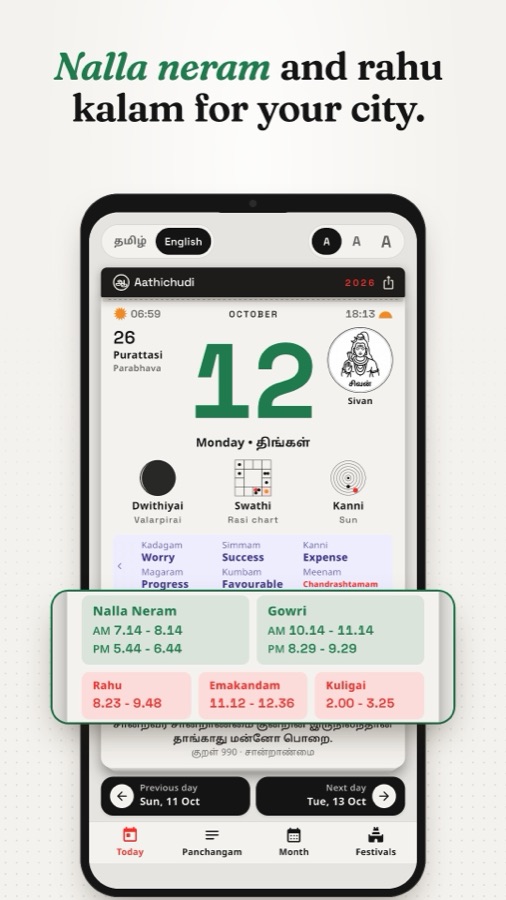 Nalla neram and rahu
kalam for your city.
தமிழ் English A A A
Aathichudi 2026
06:59 OCTOBER 18:13
26
Purattasi
Parabhava
12
சிவன்
Sivan
Monday • திங்கள்
Dwithiyai Swathi Kanni
Valarpirai Rasi chart Sun
Kadagam Simmam Kanni
Worry Success Expense
Magaram Kumbam Meenam
Progress Favourable Chandrashtamam
Nalla Neram Gowri
AM 7.14 - 8.14 AM 10.14 - 11.14
PM 5.44 - 6.44 PM 8.29 - 9.29
Rahu Emakandam Kuligai
8.23 - 9.48 11.12 - 12.36 2.00 - 3.25
சான்றவர் சான்றாண்மை குன்றின் இருநிலந்தான்
தாங்காது மன்னோ பொறை.
குறள் 990 · சான்றாண்மை
Previous day Next day
Sun, 11 Oct Tue, 13 Oct
Today Panchangam Month Festivals